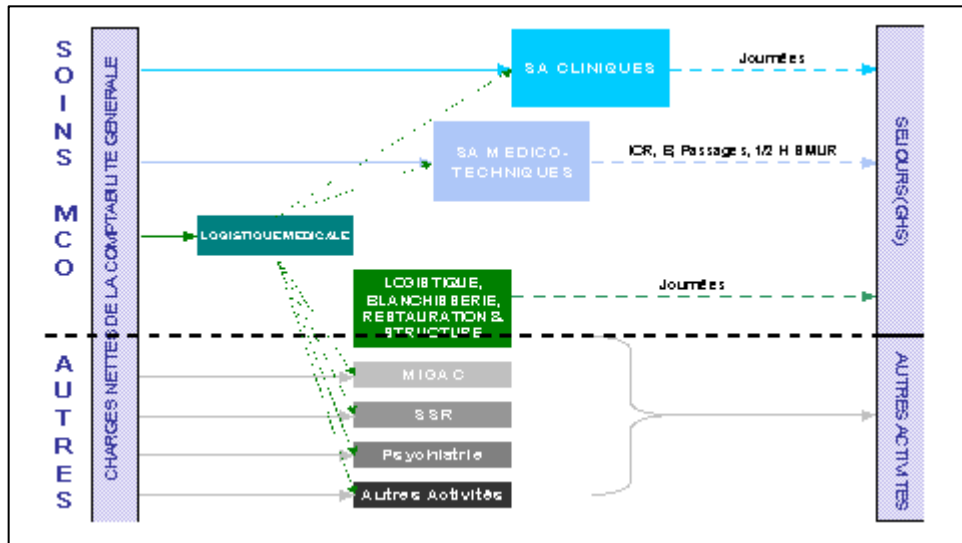 SOINS MCO
AUTRES
CHARGES NETTES DE LA COMPTABILITE GENERALE
SA CLINIQUES
Journées
SA MEDICO-
TECHNIQUES
ICR, B, Passages, 1/2 H SMUR
LOGISTIQUE MEDICALE
LOGISTIQUE,
BLANCHISSERIE,
RESTAURATION &
STRUCTURE
Journées
MIGAC
SSR
Psychiatrie
Autres Activités
SEJOURS (GHS)
AUTRES ACTIVITES